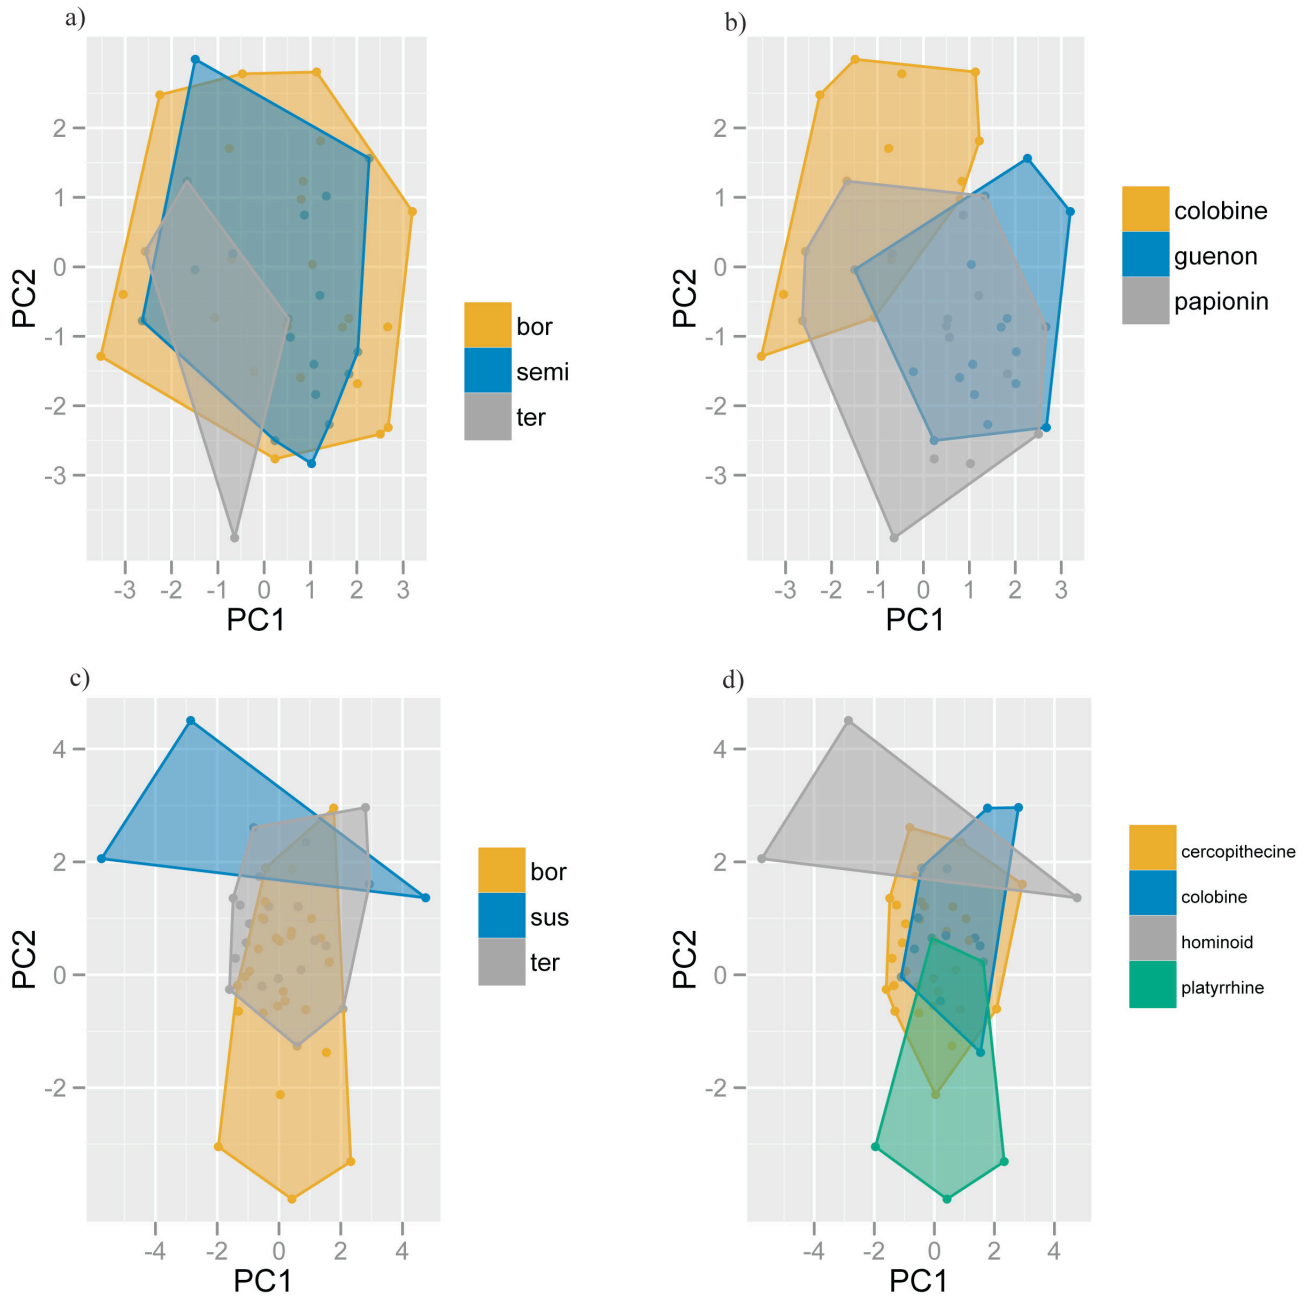 a)
2
1
0
-1
-2
-3
PC2
-3 -2 -1 0 1 2 3
PC1
bor
semi
ter
b)
2
1
0
-1
-2
-3
PC2
-3 -2 -1 0 1 2 3
PC1
colobine
guenon
papionin
c)
4
2
0
-2
PC2
-4 -2 0 2 4
PC1
bor
sus
ter
d)
4
2
0
-2
PC2
-4 -2 0 2 4
PC1
cercopithecine
colobine
hominoid
platyrrhine